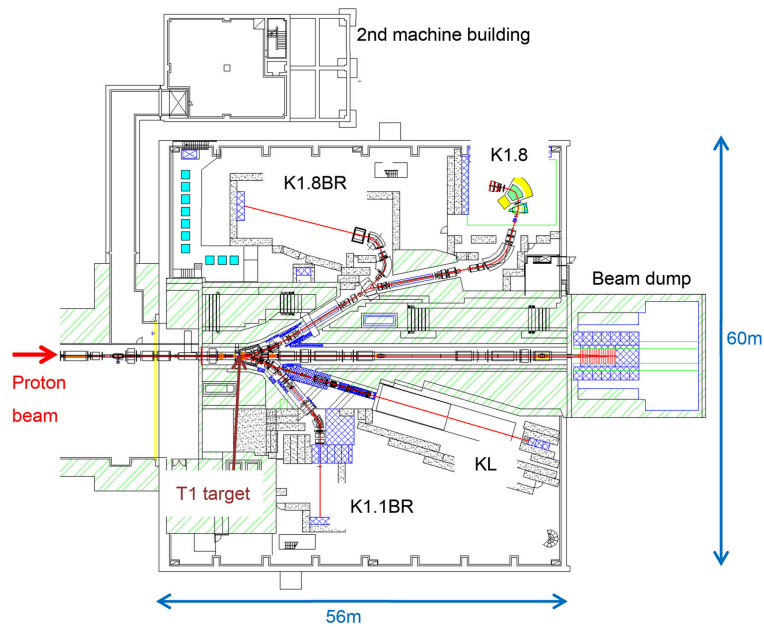 2nd machine building
K1.8
K1.8BR
Beam dump
60m
Proton
beam
KL
T1 target
K1.1BR
56m